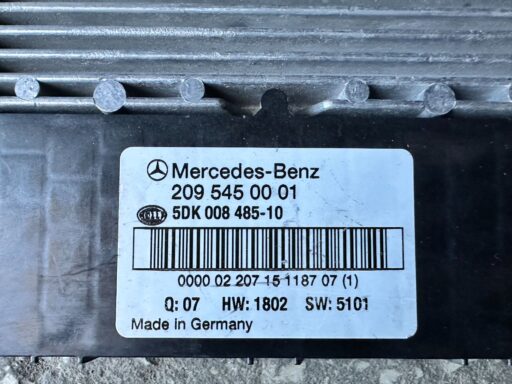 Mercedes-Benz
209 545 00 01
HELLA 5DK 008 485-10
0000 02 207 15 1187 07 (1)
Q: 07 HW: 1802 SW: 5101
Made in Germany